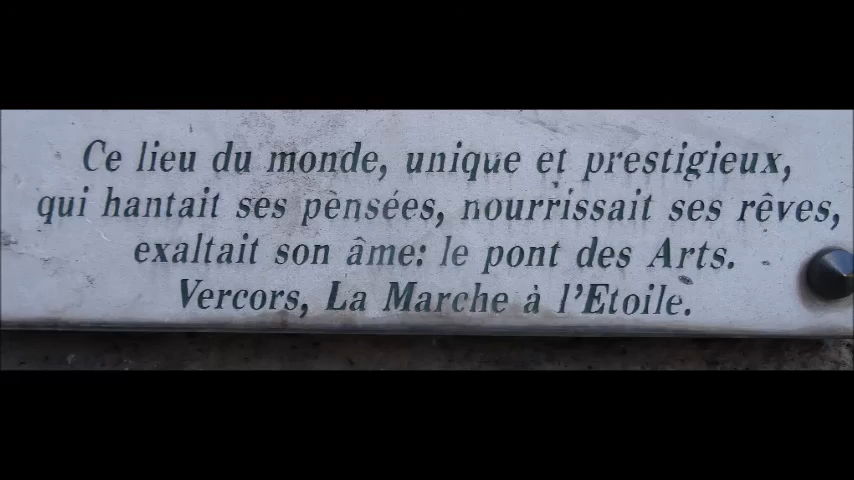 Ce lieu du monde, unique et prestigieux,
qui hantait ses pensées, nourrissait ses rêves,
exaltait son âme: le pont des Arts.
Vercors, La Marche à l'Etoile.